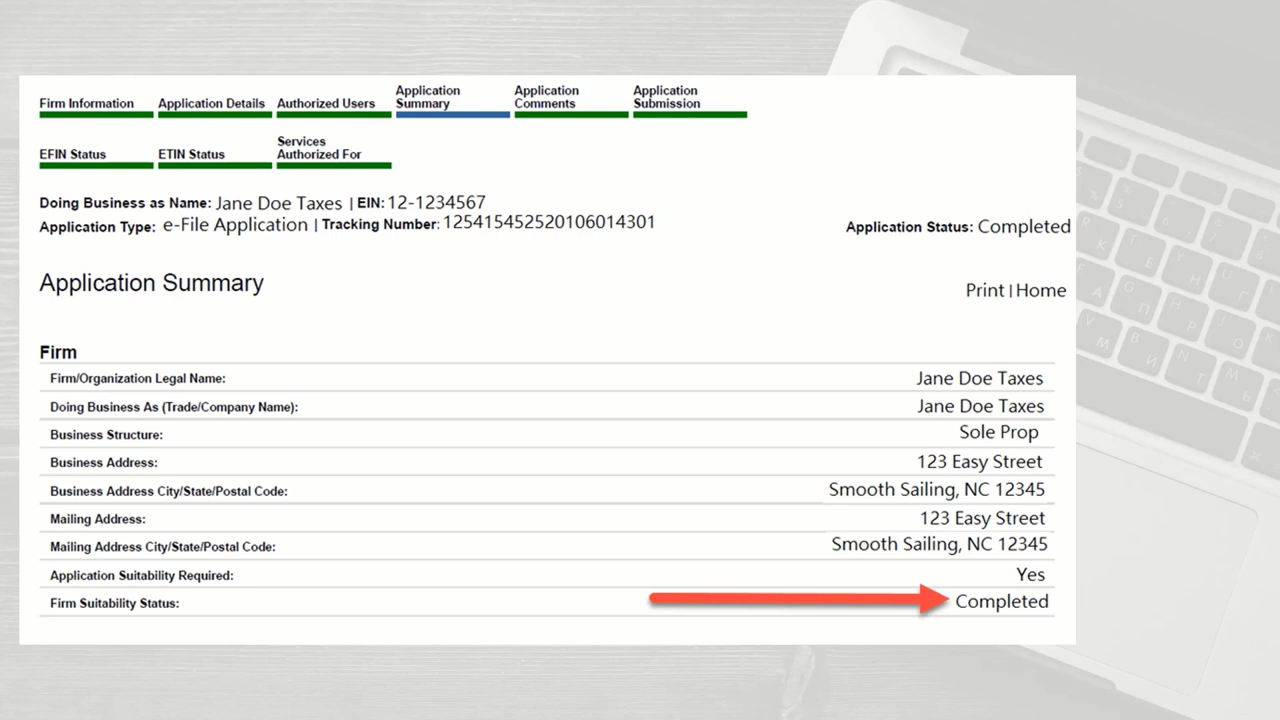 Firm Information Application Details Authorized Users Application Summary Application Comments Application Submission
EFIN Status ETIN Status Services Authorized For
Doing Business as Name: Jane Doe Taxes | EIN: 12-1234567
Application Type: e-File Application | Tracking Number: 125415452520106014301 Application Status: Completed
Application Summary Print | Home
Firm
Firm/Organization Legal Name: Jane Doe Taxes
Doing Business As (Trade/Company Name): Jane Doe Taxes
Business Structure: Sole Prop
Business Address: 123 Easy Street
Business Address City/State/Postal Code: Smooth Sailing, NC 12345
Mailing Address: 123 Easy Street
Mailing Address City/State/Postal Code: Smooth Sailing, NC 12345
Application Suitability Required: Yes
Firm Suitability Status: Completed